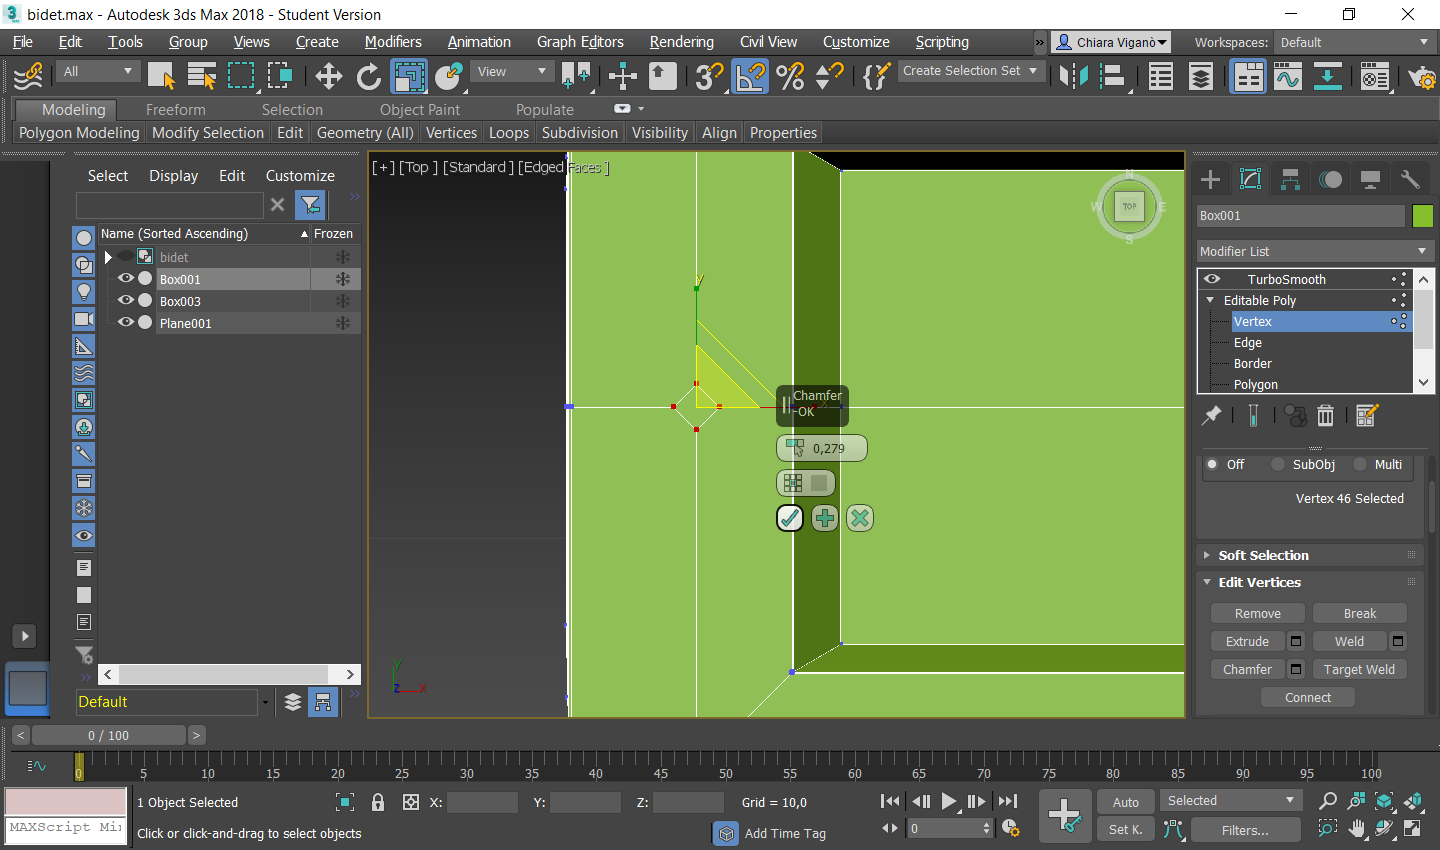 bidet.max - Autodesk 3ds Max 2018 - Student Version
File Edit Tools Group Views Create Modifiers Animation Graph Editors Rendering Civil View Customize Scripting » Chiara Viganò Workspaces: Default
All View 3 Create Selection Set
Modeling Freeform Selection Object Paint Populate
Polygon Modeling Modify Selection Edit Geometry (All) Vertices Loops Subdivision Visibility Align Properties
Select Display Edit Customize
Name (Sorted Ascending) Frozen
bidet
Box001
Box003
Plane001
Default
[ + ] [Top ] [Standard ] [Edged Faces ]
y
Chamfer
-OK
0,279
y
z x
N
W TOP E
S
Box001
Modifier List
TurboSmooth
Editable Poly
Vertex
Edge
Border
Polygon
Off SubObj Multi
Vertex 46 Selected
Soft Selection
Edit Vertices
Remove Break
Extrude Weld
Chamfer Target Weld
Connect
< 0 / 100 >
0 5 10 15 20 25 30 35 40 45 50 55 60 65 70 75 80 85 90 95 100
1 Object Selected X: Y: Z: Grid = 10,0 Auto Selected
MAXScript Mi Click or click-and-drag to select objects Add Time Tag 0 Set K. Filters...